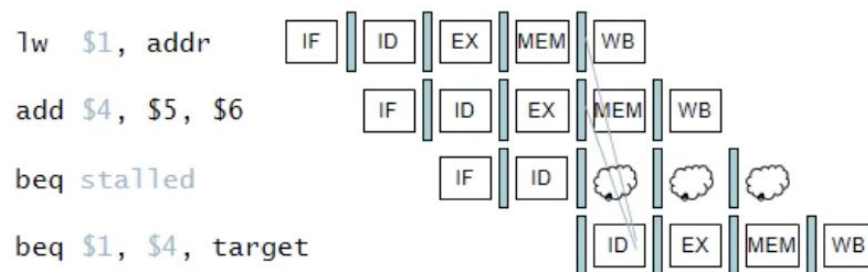 lw $1, addr IF ID EX MEM WB
add $4, $5, $6 IF ID EX MEM WB
beq stalled IF ID
beq $1, $4, target ID EX MEM WB